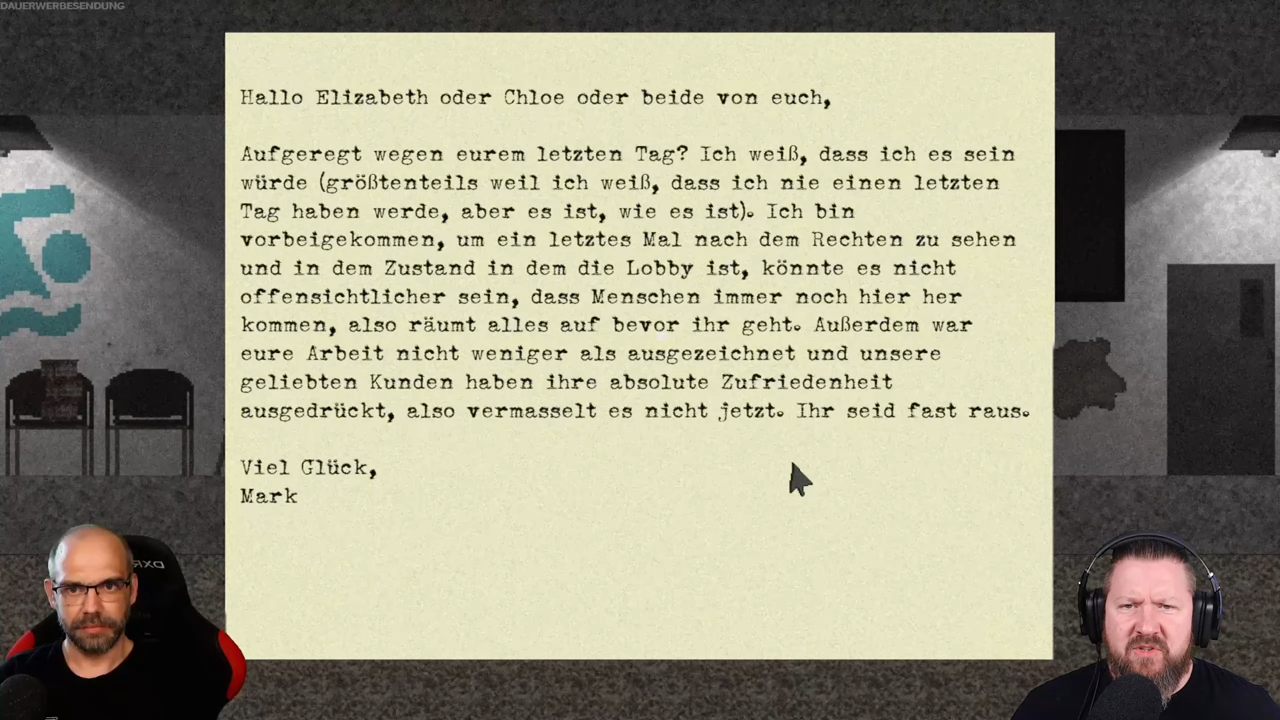 DAUERWERBESENDUNG
Hallo Elizabeth oder Chloe oder beide von euch,
Aufgeregt wegen eurem letzten Tag? Ich weiß, dass ich es sein
würde (größtenteils weil ich weiß, dass ich nie einen letzten
Tag haben werde, aber es ist, wie es ist). Ich bin
vorbeigekommen, um ein letztes Mal nach dem Rechten zu sehen
und in dem Zustand in dem die Lobby ist, könnte es nicht
offensichtlicher sein, dass Menschen immer noch hier her
kommen, also räumt alles auf bevor ihr geht. Außerdem war
eure Arbeit nicht weniger als ausgezeichnet und unsere
geliebten Kunden haben ihre absolute Zufriedenheit
ausgedrückt, also vermasselt es nicht jetzt. Ihr seid fast raus.
Viel Glück,
Mark